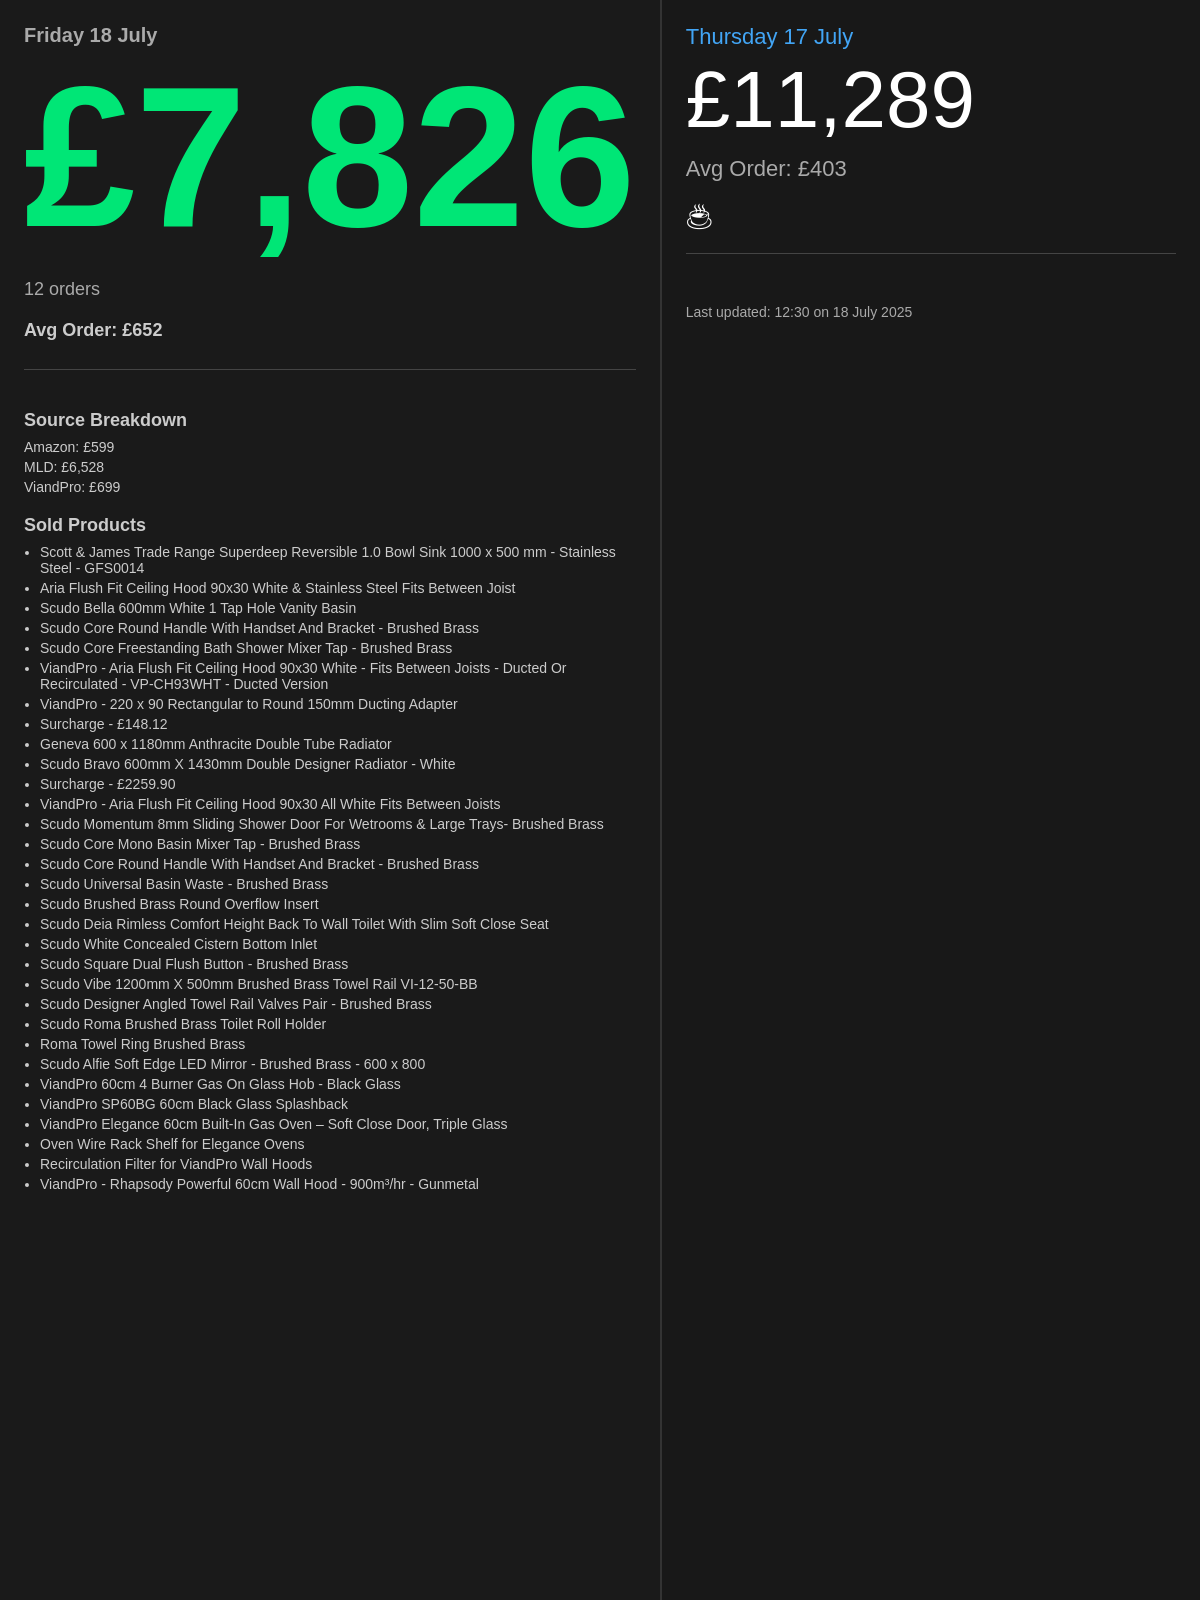 Friday 18 July
£7,826
12 orders
Avg Order: £652
Source Breakdown
Amazon: £599
MLD: £6,528
ViandPro: £699
Sold Products
• Scott & James Trade Range Superdeep Reversible 1.0 Bowl Sink 1000 x 500 mm - Stainless
Steel - GFS0014
• Aria Flush Fit Ceiling Hood 90x30 White & Stainless Steel Fits Between Joist
• Scudo Bella 600mm White 1 Tap Hole Vanity Basin
• Scudo Core Round Handle With Handset And Bracket - Brushed Brass
• Scudo Core Freestanding Bath Shower Mixer Tap - Brushed Brass
• ViandPro - Aria Flush Fit Ceiling Hood 90x30 White - Fits Between Joists - Ducted Or
Recirculated - VP-CH93WHT - Ducted Version
• ViandPro - 220 x 90 Rectangular to Round 150mm Ducting Adapter
• Surcharge - £148.12
• Geneva 600 x 1180mm Anthracite Double Tube Radiator
• Scudo Bravo 600mm X 1430mm Double Designer Radiator - White
• Surcharge - £2259.90
• ViandPro - Aria Flush Fit Ceiling Hood 90x30 All White Fits Between Joists
• Scudo Momentum 8mm Sliding Shower Door For Wetrooms & Large Trays- Brushed Brass
• Scudo Core Mono Basin Mixer Tap - Brushed Brass
• Scudo Core Round Handle With Handset And Bracket - Brushed Brass
• Scudo Universal Basin Waste - Brushed Brass
• Scudo Brushed Brass Round Overflow Insert
• Scudo Deia Rimless Comfort Height Back To Wall Toilet With Slim Soft Close Seat
• Scudo White Concealed Cistern Bottom Inlet
• Scudo Square Dual Flush Button - Brushed Brass
• Scudo Vibe 1200mm X 500mm Brushed Brass Towel Rail VI-12-50-BB
• Scudo Designer Angled Towel Rail Valves Pair - Brushed Brass
• Scudo Roma Brushed Brass Toilet Roll Holder
• Roma Towel Ring Brushed Brass
• Scudo Alfie Soft Edge LED Mirror - Brushed Brass - 600 x 800
• ViandPro 60cm 4 Burner Gas On Glass Hob - Black Glass
• ViandPro SP60BG 60cm Black Glass Splashback
• ViandPro Elegance 60cm Built-In Gas Oven – Soft Close Door, Triple Glass
• Oven Wire Rack Shelf for Elegance Ovens
• Recirculation Filter for ViandPro Wall Hoods
• ViandPro - Rhapsody Powerful 60cm Wall Hood - 900m³/hr - Gunmetal
Thursday 17 July
£11,289
Avg Order: £403
☕
Last updated: 12:30 on 18 July 2025